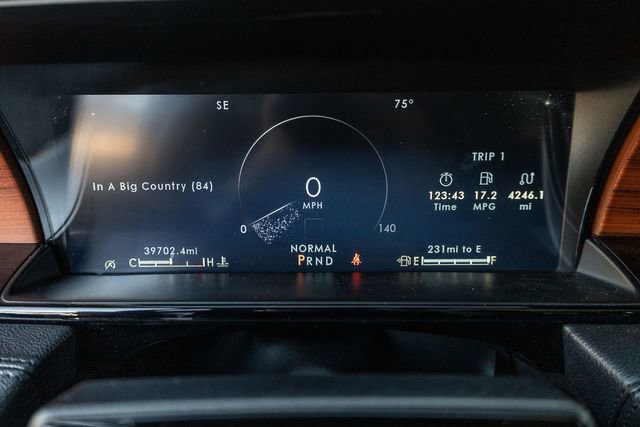 SE
75°
In A Big Country (84)
0
MPH
0
140
TRIP 1
123:43 17.2 4246.1
Time MPG mi
39702.4mi
C H
NORMAL
PRND
231mi to E
E F